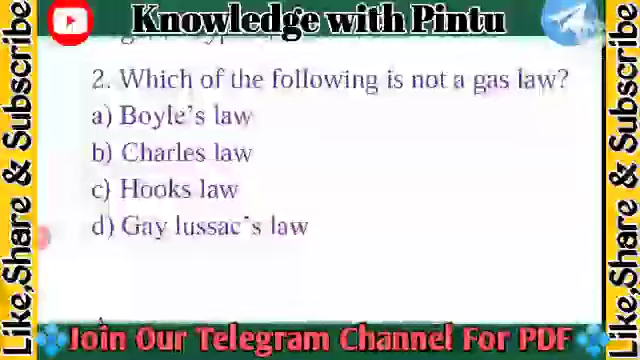 Knowledge with Pintu
2. Which of the following is not a gas law?
a) Boyle's law
b) Charles law
c) Hooks law
d) Gay lussac's law
Like,Share & Subscribe
Like,Share & Subscribe
Join Our Telegram Channel For PDF